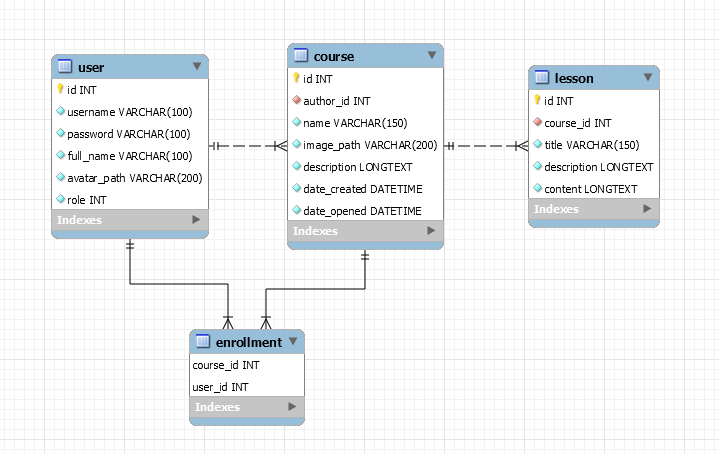 user
id INT
username VARCHAR(100)
password VARCHAR(100)
full_name VARCHAR(100)
avatar_path VARCHAR(200)
role INT
Indexes
course
id INT
author_id INT
name VARCHAR(150)
image_path VARCHAR(200)
description LONGTEXT
date_created DATETIME
date_opened DATETIME
Indexes
lesson
id INT
course_id INT
title VARCHAR(150)
description LONGTEXT
content LONGTEXT
Indexes
enrollment
course_id INT
user_id INT
Indexes